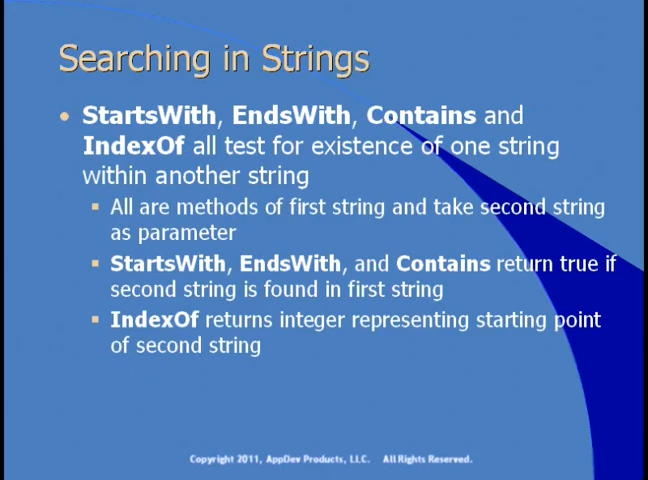 Searching in Strings
• StartsWith, EndsWith, Contains and
IndexOf all test for existence of one string
within another string
▪ All are methods of first string and take second string
as parameter
▪ StartsWith, EndsWith, and Contains return true if
second string is found in first string
▪ IndexOf returns integer representing starting point
of second string
Copyright 2011, AppDev Products, LLC. All Rights Reserved.